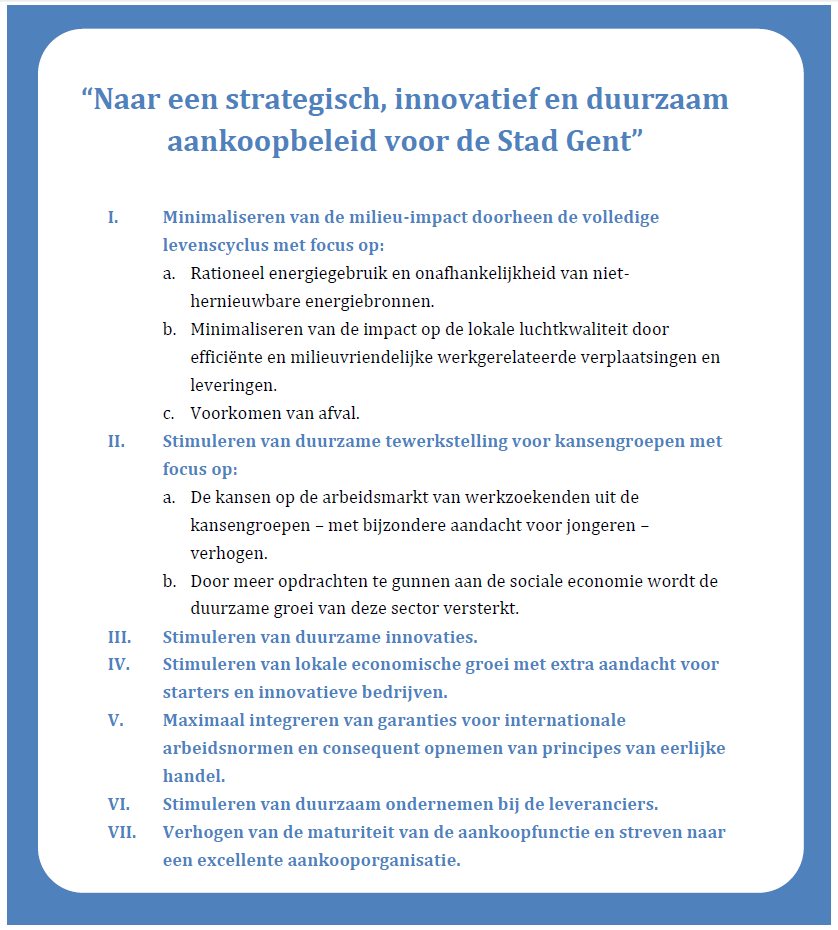 “Naar een strategisch, innovatief en duurzaam
aankoopbeleid voor de Stad Gent”
I. Minimaliseren van de milieu-impact doorheen de volledige
levenscyclus met focus op:
a. Rationeel energiegebruik en onafhankelijkheid van niet-
hernieuwbare energiebronnen.
b. Minimaliseren van de impact op de lokale luchtkwaliteit door
efficiënte en milieuvriendelijke werkgerelateerde verplaatsingen en
leveringen.
c. Voorkomen van afval.
II. Stimuleren van duurzame tewerkstelling voor kansengroepen met
focus op:
a. De kansen op de arbeidsmarkt van werkzoekenden uit de
kansengroepen – met bijzondere aandacht voor jongeren –
verhogen.
b. Door meer opdrachten te gunnen aan de sociale economie wordt de
duurzame groei van deze sector versterkt.
III. Stimuleren van duurzame innovaties.
IV. Stimuleren van lokale economische groei met extra aandacht voor
starters en innovatieve bedrijven.
V. Maximaal integreren van garanties voor internationale
arbeidsnormen en consequent opnemen van principes van eerlijke
handel.
VI. Stimuleren van duurzaam ondernemen bij de leveranciers.
VII. Verhogen van de maturiteit van de aankoopfunctie en streven naar
een excellente aankooporganisatie.